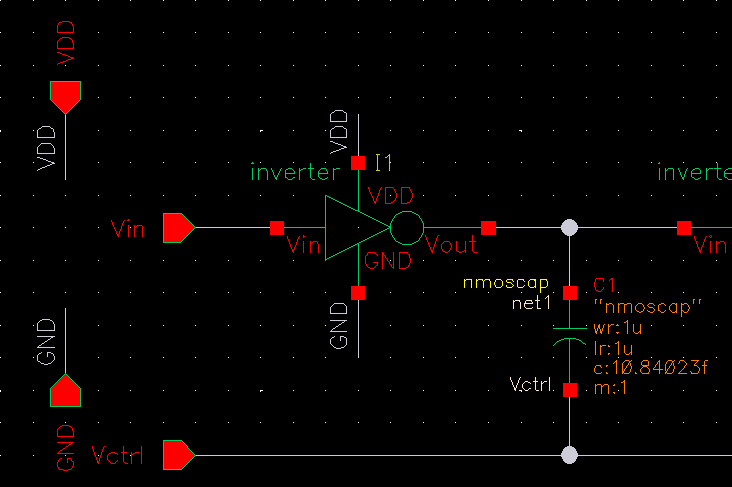 VDD
VDD
VDD
I1
inverter
inverte
VDD
Vin
Vin
Vout
Vin
GND
nmoscap
C1
net1
"nmoscap"
wr:1u
GND
GND
lr:1u
c:10.84023f
Vctrl
m:1
GND
Vctrl